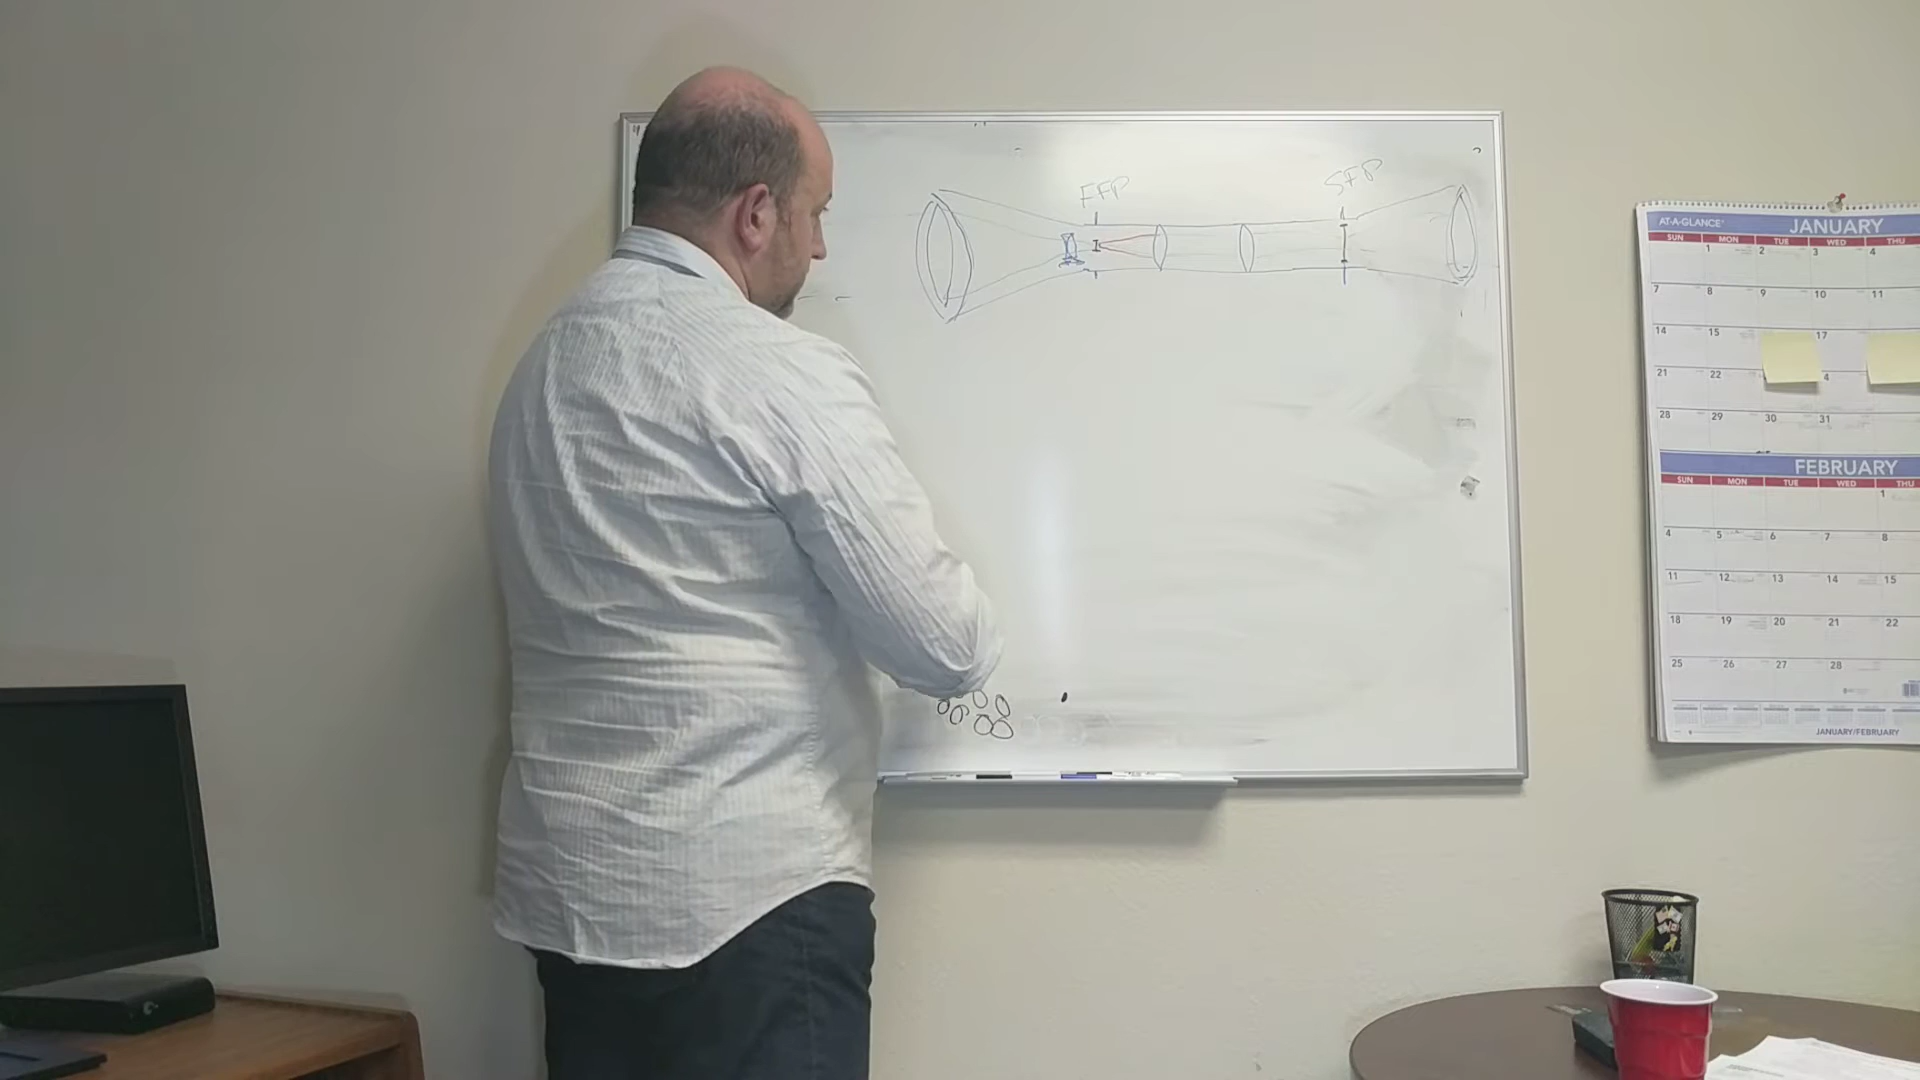 FFP
SFP
AT-A-GLANCE
JANUARY
SUN MON TUE WED THU
1 2 3 4
7 8 9 10 11
14 15 17
21 22 4
28 29 30 31
FEBRUARY
SUN MON TUE WED THU
1
4 5 6 7 8
11 12 13 14 15
18 19 20 21 22
25 26 27 28
JANUARY/FEBRUARY